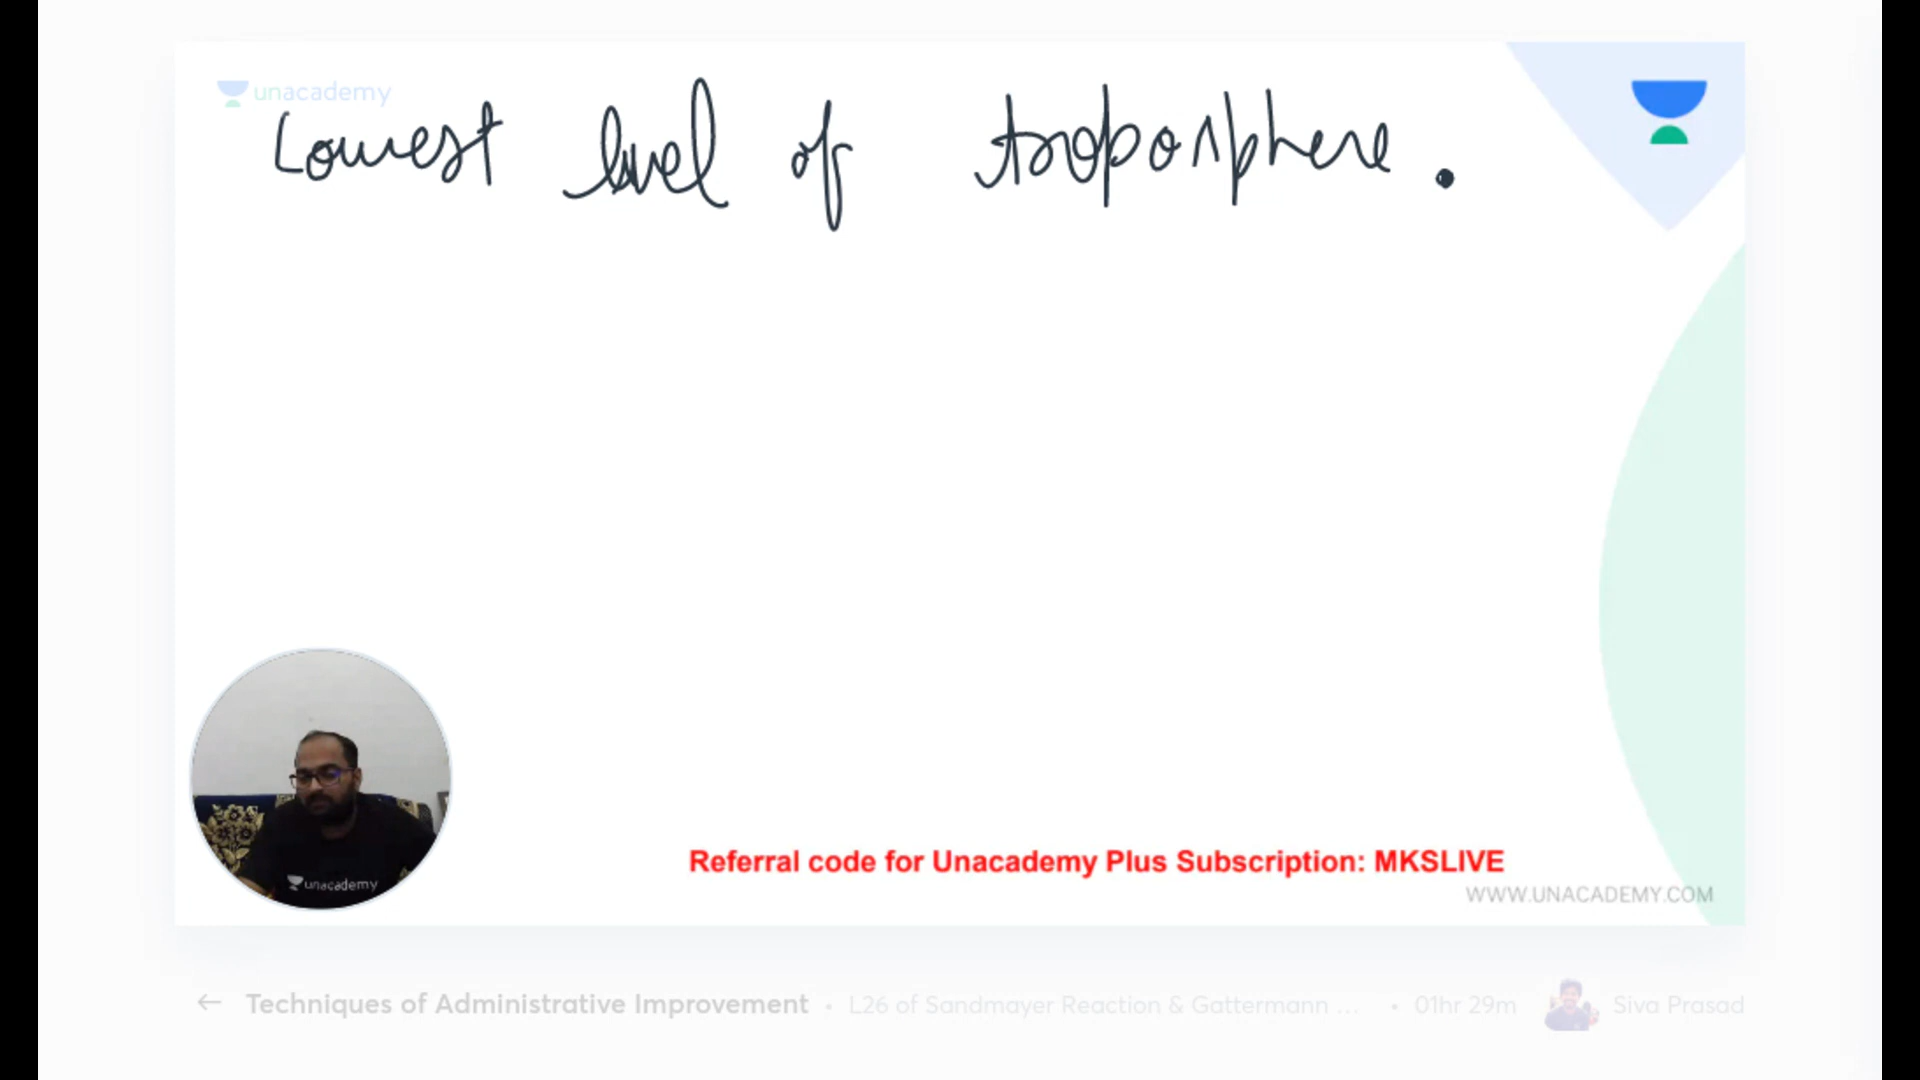 unacademy
Lowest level of troposphere.
unacademy
Referral code for Unacademy Plus Subscription: MKSLIVE
WWW.UNACADEMY.COM
← Techniques of Administrative Improvement • L26 of Sandmayer Reaction & Gattermann ... • 01hr 29m Siva Prasad